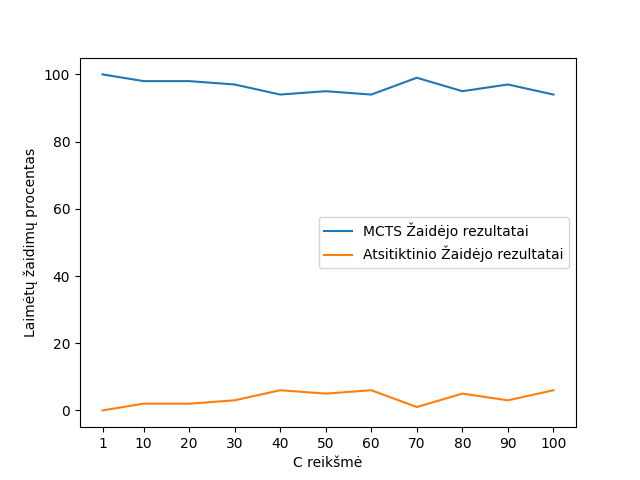 100
80
60
40
20
0
Laimėtų žaidimų procentas
MCTS Žaidėjo rezultatai
Atsitiktinio Žaidėjo rezultatai
1 10 20 30 40 50 60 70 80 90 100
C reikšmė